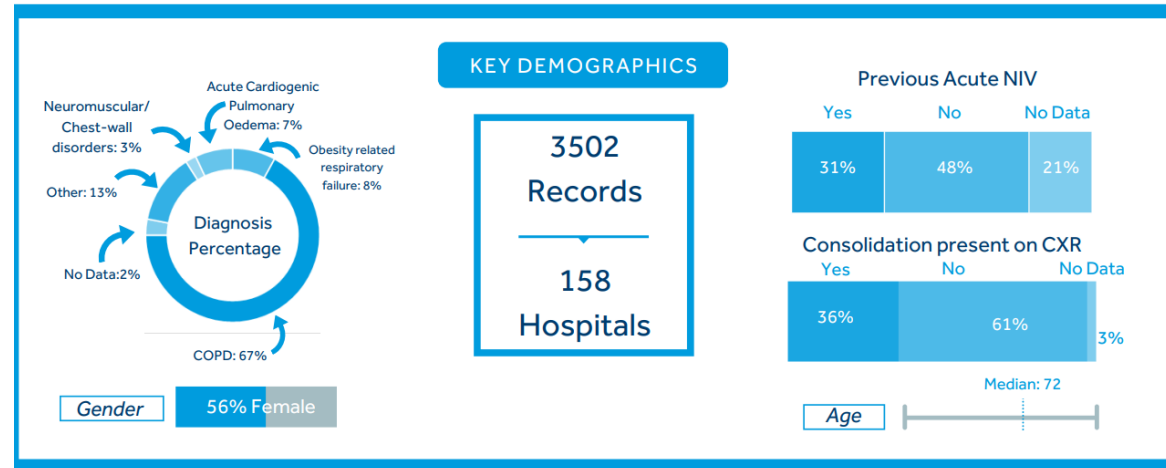 KEY DEMOGRAPHICS
Acute Cardiogenic
Pulmonary
Oedema: 7%
Neuromuscular/
Chest-wall
disorders: 3%
Obesity related
respiratory
failure: 8%
Other: 13%
Diagnosis
Percentage
No Data:2%
COPD: 67%
Gender
56% Female
3502
Records
158
Hospitals
Previous Acute NIV
Yes No No Data
31% 48% 21%
Consolidation present on CXR
Yes No No Data
36% 61% 3%
Median: 72
Age